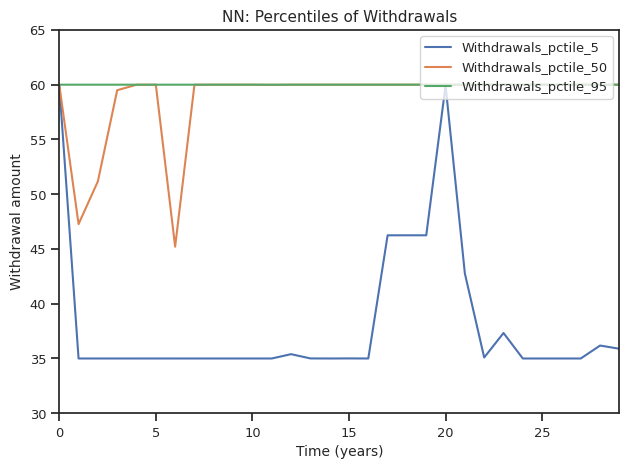 NN: Percentiles of Withdrawals
Withdrawals_pctile_5
Withdrawals_pctile_50
Withdrawals_pctile_95
Withdrawal amount
65
60
55
50
45
40
35
30
0 5 10 15 20 25
Time (years)